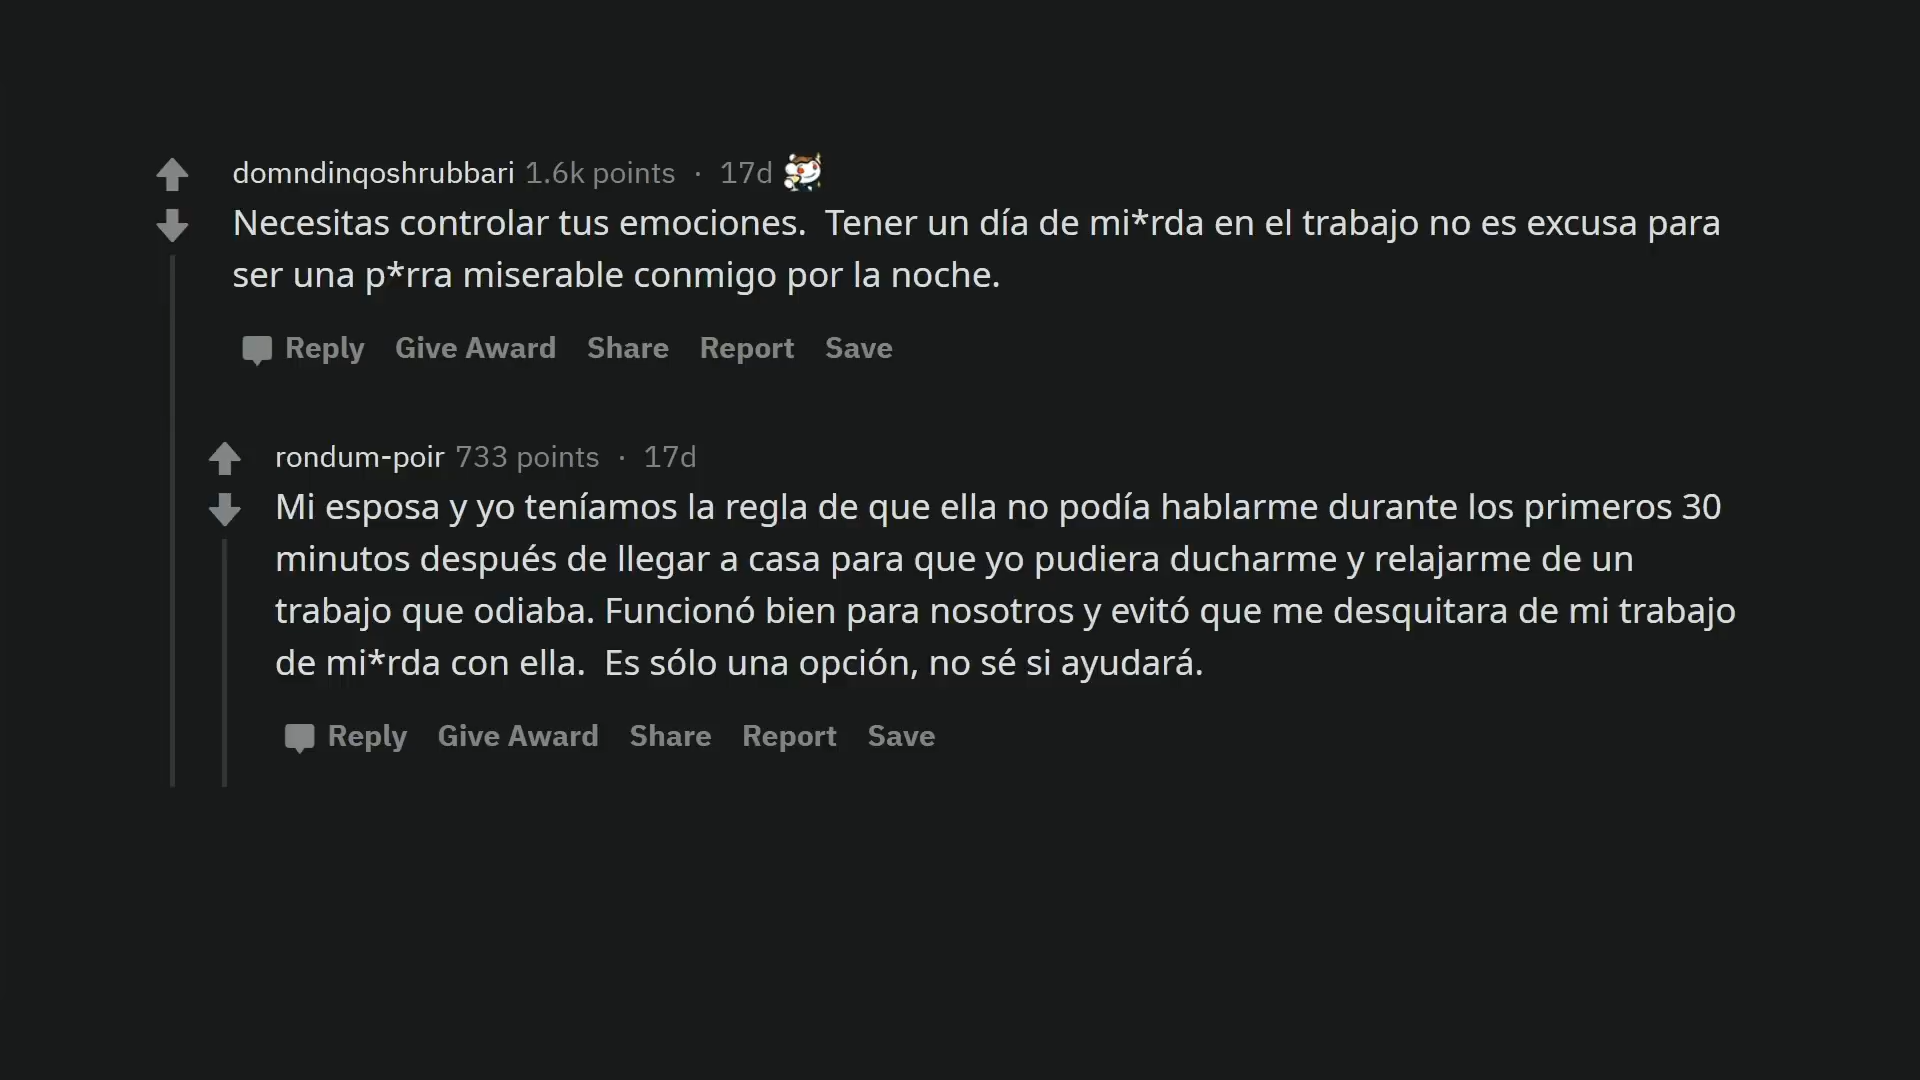 domndinqoshrubbari 1.6k points · 17d
Necesitas controlar tus emociones.  Tener un día de mi*rda en el trabajo no es excusa para
ser una p*rra miserable conmigo por la noche.
Reply Give Award Share Report Save
rondum-poir 733 points · 17d
Mi esposa y yo teníamos la regla de que ella no podía hablarme durante los primeros 30
minutos después de llegar a casa para que yo pudiera ducharme y relajarme de un
trabajo que odiaba. Funcionó bien para nosotros y evitó que me desquitara de mi trabajo
de mi*rda con ella.  Es sólo una opción, no sé si ayudará.
Reply Give Award Share Report Save